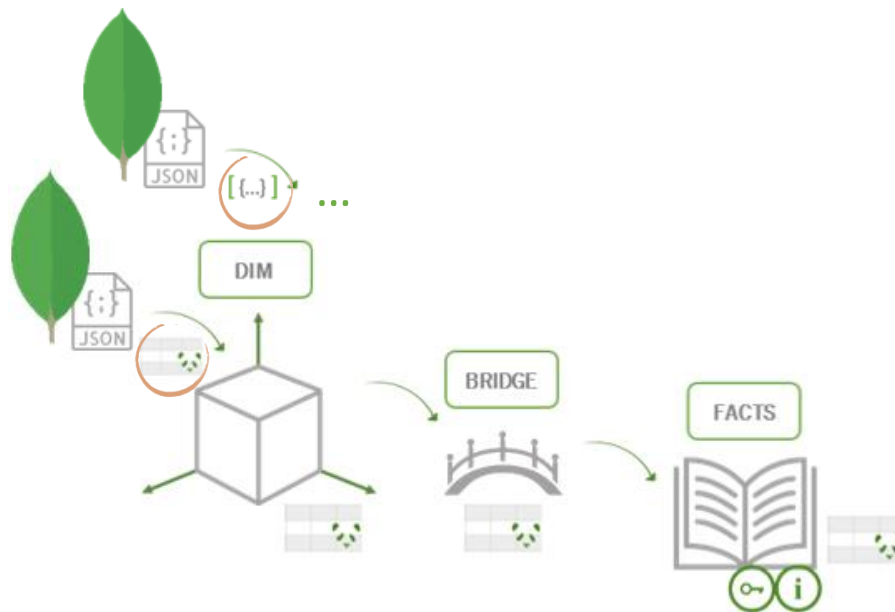 {;}
JSON
[{...}]
...
DIM
{;}
JSON
BRIDGE
FACTS
i